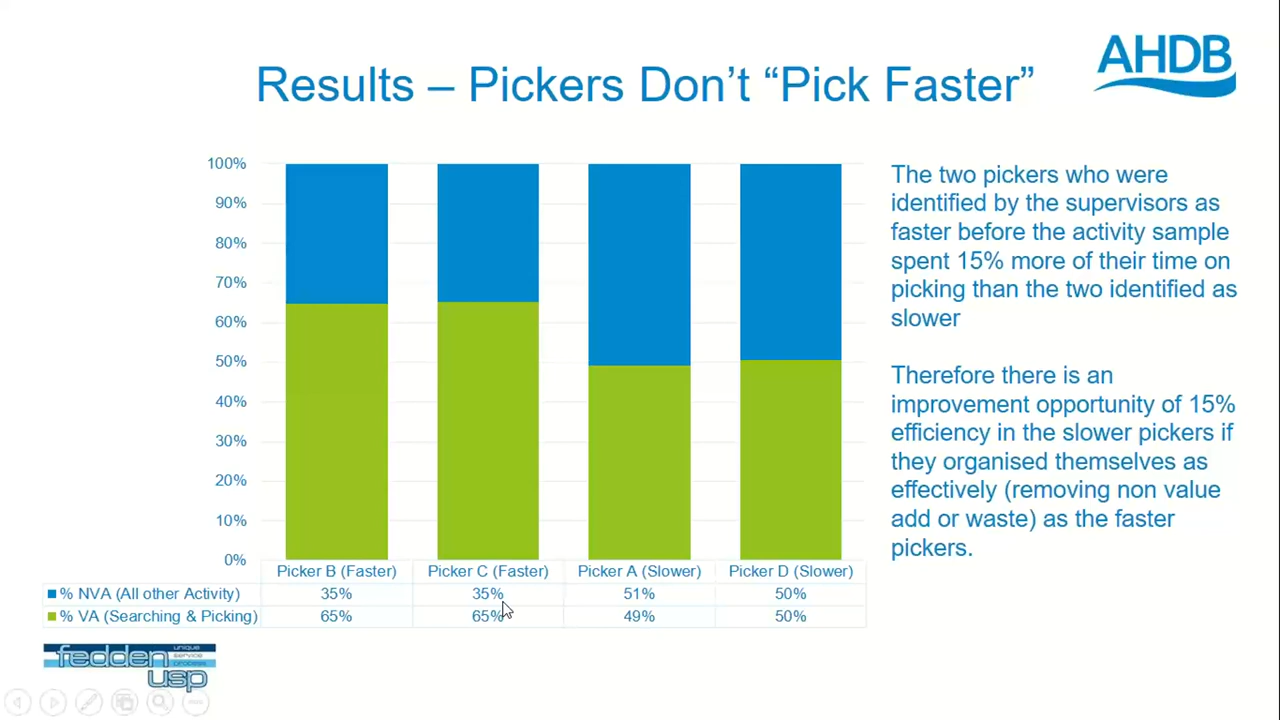 AHDB
Results – Pickers Don’t “Pick Faster”
100%
90%
80%
70%
60%
50%
40%
30%
20%
10%
0%
Picker B (Faster) Picker C (Faster) Picker A (Slower) Picker D (Slower)
% NVA (All other Activity) 35% 35% 51% 50%
% VA (Searching & Picking) 65% 65% 49% 50%
The two pickers who were
identified by the supervisors as
faster before the activity sample
spent 15% more of their time on
picking than the two identified as
slower
Therefore there is an
improvement opportunity of 15%
efficiency in the slower pickers if
they organised themselves as
effectively (removing non value
add or waste) as the faster
pickers.
fedden
unique
service
process
usp